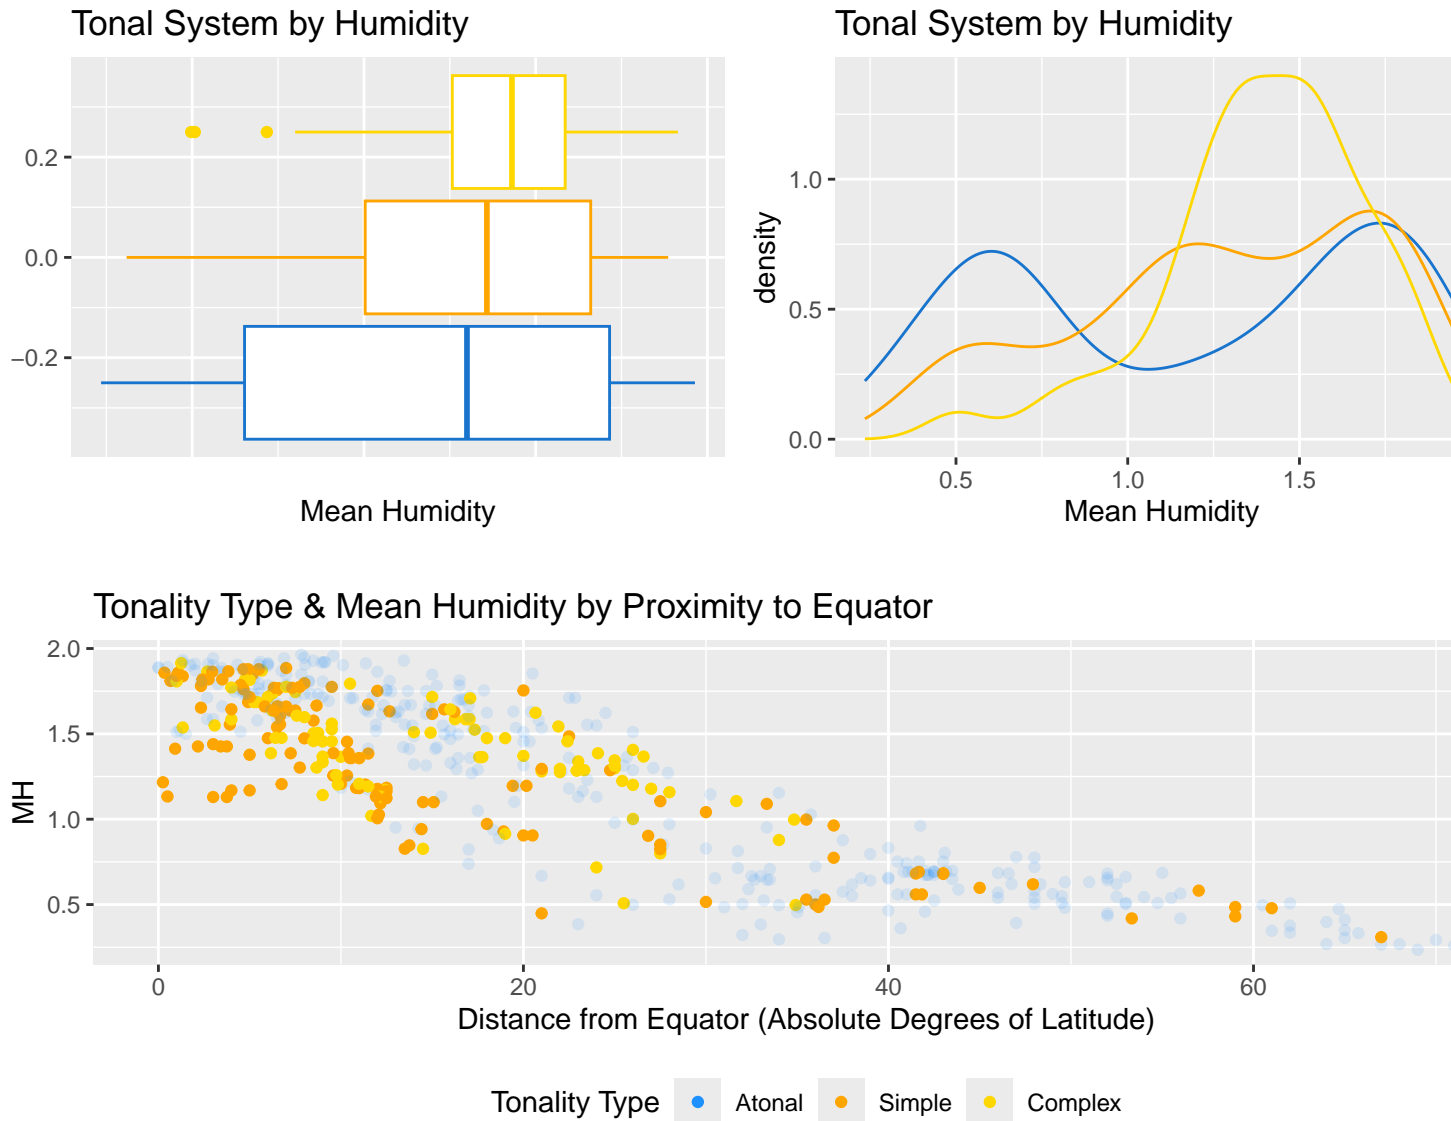 Tonal System by Humidity
0.2
0.0
−0.2
Mean Humidity
Tonal System by Humidity
density
1.0
0.5
0.0
0.5 1.0 1.5
Mean Humidity
Tonality Type & Mean Humidity by Proximity to Equator
MH
2.0
1.5
1.0
0.5
0 20 40 60
Distance from Equator (Absolute Degrees of Latitude)
Tonality Type Atonal Simple Complex